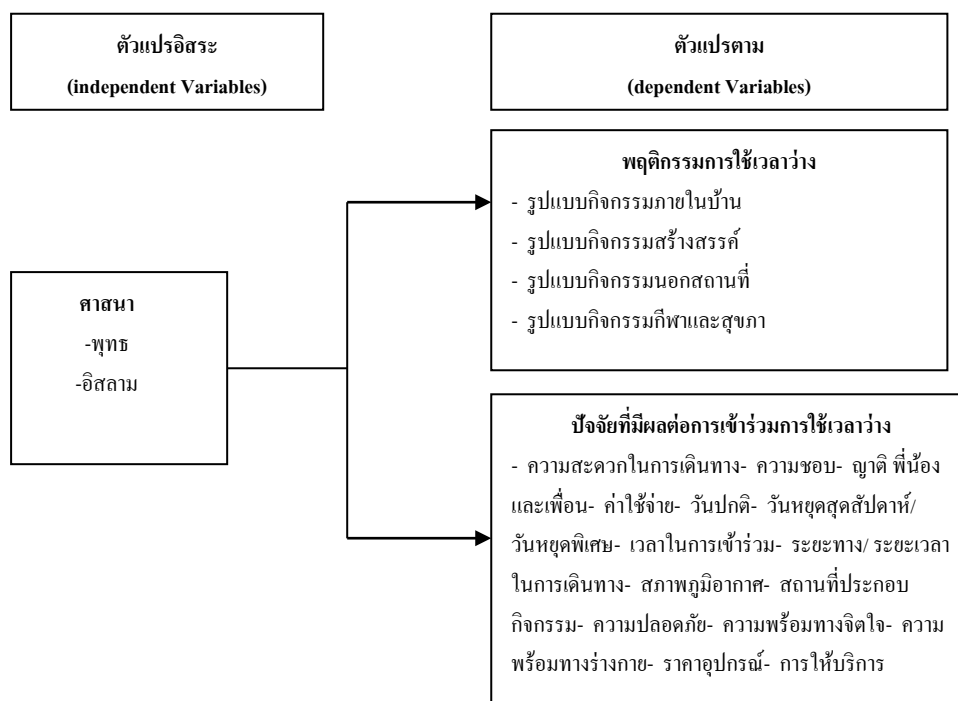 ตัวแปรอิสระ
(independent Variables)
ตัวแปรตาม
(dependent Variables)
ศาสนา
-พุทธ
-อิสลาม
พฤติกรรมการใช้เวลาว่าง
- รูปแบบกิจกรรมภายในบ้าน
- รูปแบบกิจกรรมสร้างสรรค์
- รูปแบบกิจกรรมนอกสถานที่
- รูปแบบกิจกรรมกีฬาและสุขภา
ปัจจัยที่มีผลต่อการเข้าร่วมการใช้เวลาว่าง
- ความสะดวกในการเดินทาง- ความชอบ- ญาติ พี่น้อง
และเพื่อน- ค่าใช้จ่าย- วันปกติ- วันหยุดสุดสัปดาห์/
วันหยุดพิเศษ- เวลาในการเข้าร่วม- ระยะทาง/ ระยะเวลา
ในการเดินทาง- สภาพภูมิอากาศ- สถานที่ประกอบ
กิจกรรม- ความปลอดภัย- ความพร้อมทางจิตใจ- ความ
พร้อมทางร่างกาย- ราคาอุปกรณ์- การให้บริการ